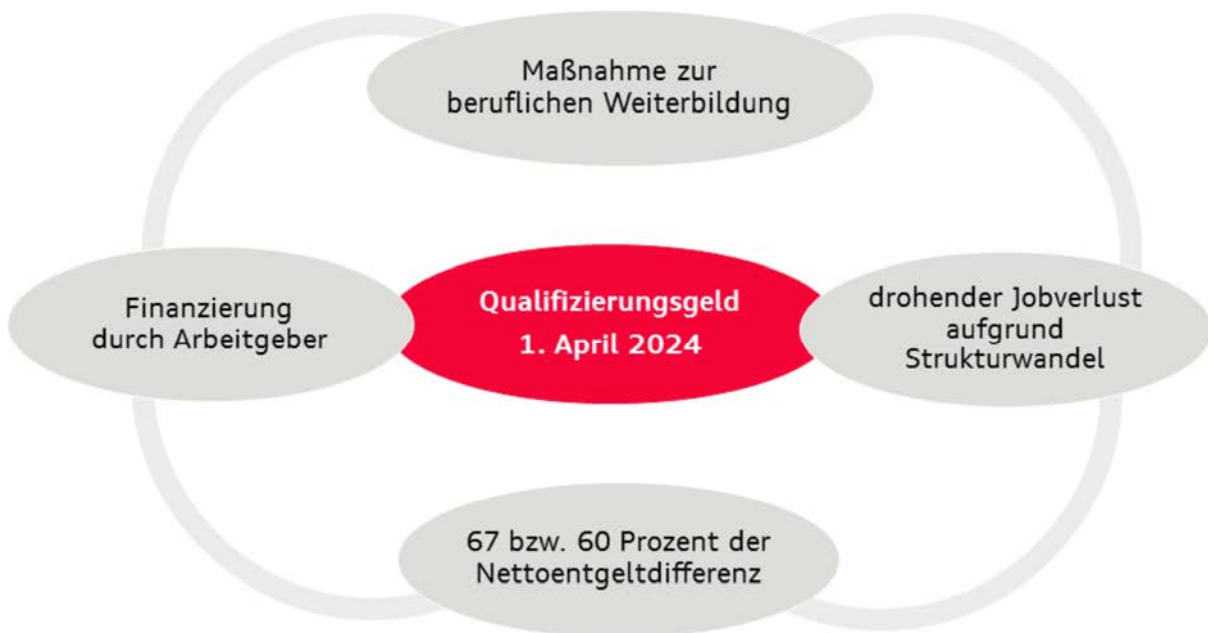 Maßnahme zur
beruflichen Weiterbildung
Finanzierung
durch Arbeitgeber
Qualifizierungsgeld
1. April 2024
drohender Jobverlust
aufgrund
Strukturwandel
67 bzw. 60 Prozent der
Nettoentgeltdifferenz